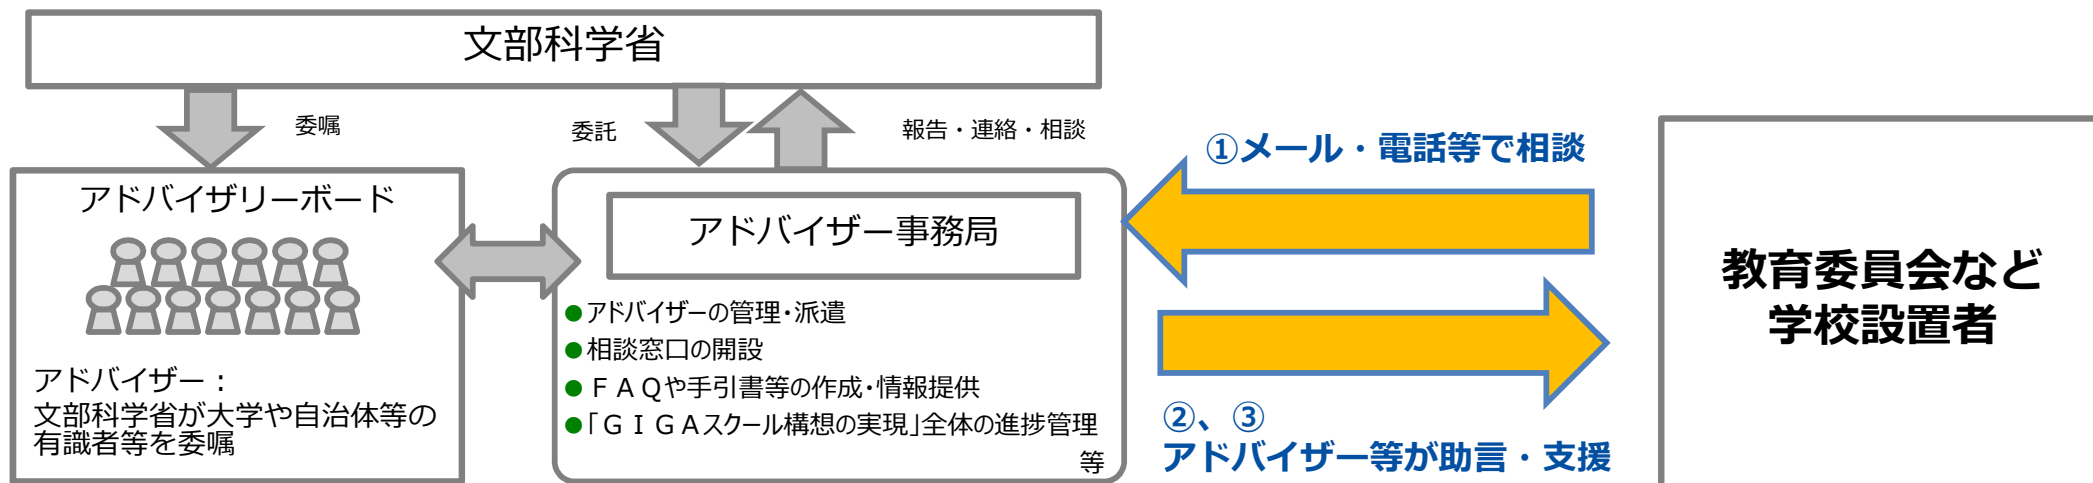 文部科学省
委嘱
委託
報告・連絡・相談
アドバイザリーボード
アドバイザー：
文部科学省が大学や自治体等の
有識者等を委嘱
アドバイザー事務局
●アドバイザーの管理・派遣
●相談窓口の開設
●ＦＡＱや手引書等の作成・情報提供
●「ＧＩＧＡスクール構想の実現」全体の進捗管理
等
①メール・電話等で相談
②、③
アドバイザー等が助言・支援
教育委員会など
学校設置者